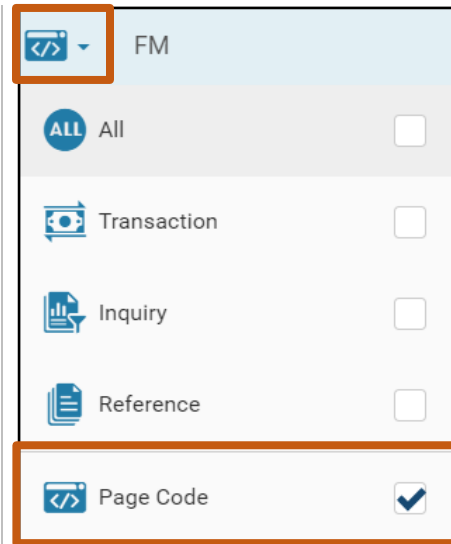 </> FM
ALL All
Transaction
Inquiry
Reference
</> Page Code